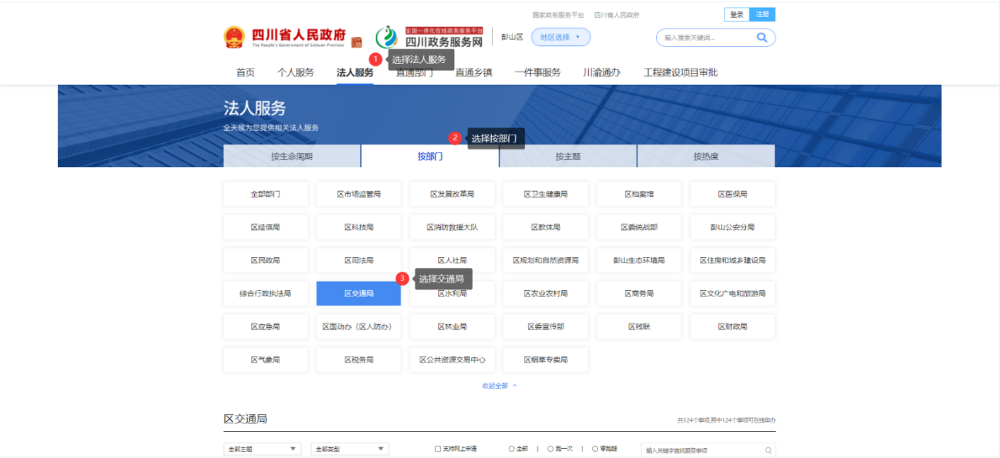 国家政务服务平台 四川省人民政府 登录 注册
四川省人民政府
The People's Government of Sichuan Province
全国一体化在线政务服务平台
四川政务服务网
彭山区 地区选择 输入搜索关键词...
1 选择法人服务
首页 个人服务 法人服务 直通部门 直通乡镇 一件事服务 川渝通办 工程建设项目审批
法人服务
全天候为您提供相关法人服务
2 选择按部门
按生命周期 按部门 按主题 按热度
全部部门 区市场监管局 区发展改革局 区卫生健康局 区档案馆 区医保局
区经信局 区科技局 区消防救援大队 区教体局 区委统战部 彭山公安分局
区民政局 区司法局 区人社局 区规划和自然资源局 彭山生态环境局 区住房和城乡建设局
3 选择交通局
综合行政执法局 区交通局 区水利局 区农业农村局 区商务局 区文化广电和旅游局
区应急局 区国动办（区人防办） 区林业局 区委宣传部 区残联 区财政局
区气象局 区税务局 区公共资源交易中心 区烟草专卖局
收起全部
区交通局 共124个事项,其中124个事项可在线申办
全部主题 全部类型 支持网上申请 全部 | 跑一次 | 零跑腿 输入关键字查找服务事项